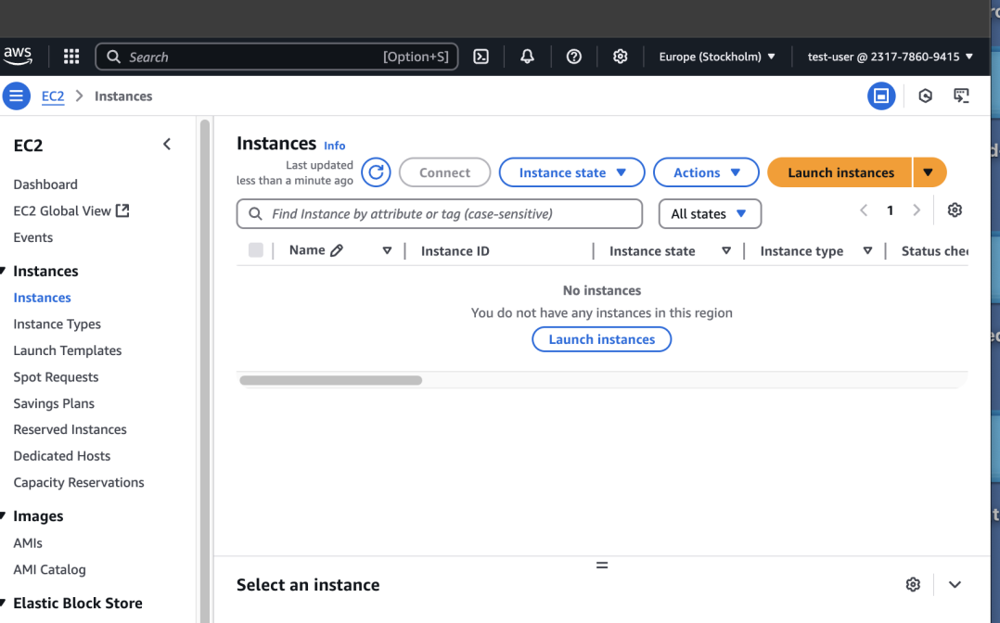 aws
Search [Option+S]
Europe (Stockholm)
test-user @ 2317-7860-9415
EC2 Instances
EC2
Dashboard
EC2 Global View
Events
Instances
Instances
Instance Types
Launch Templates
Spot Requests
Savings Plans
Reserved Instances
Dedicated Hosts
Capacity Reservations
Images
AMIs
AMI Catalog
Elastic Block Store
Instances Info
Last updated
less than a minute ago
Connect
Instance state
Actions
Launch instances
Find Instance by attribute or tag (case-sensitive)
All states
1
Name
Instance ID
Instance state
Instance type
Status chec
No instances
You do not have any instances in this region
Launch instances
Select an instance